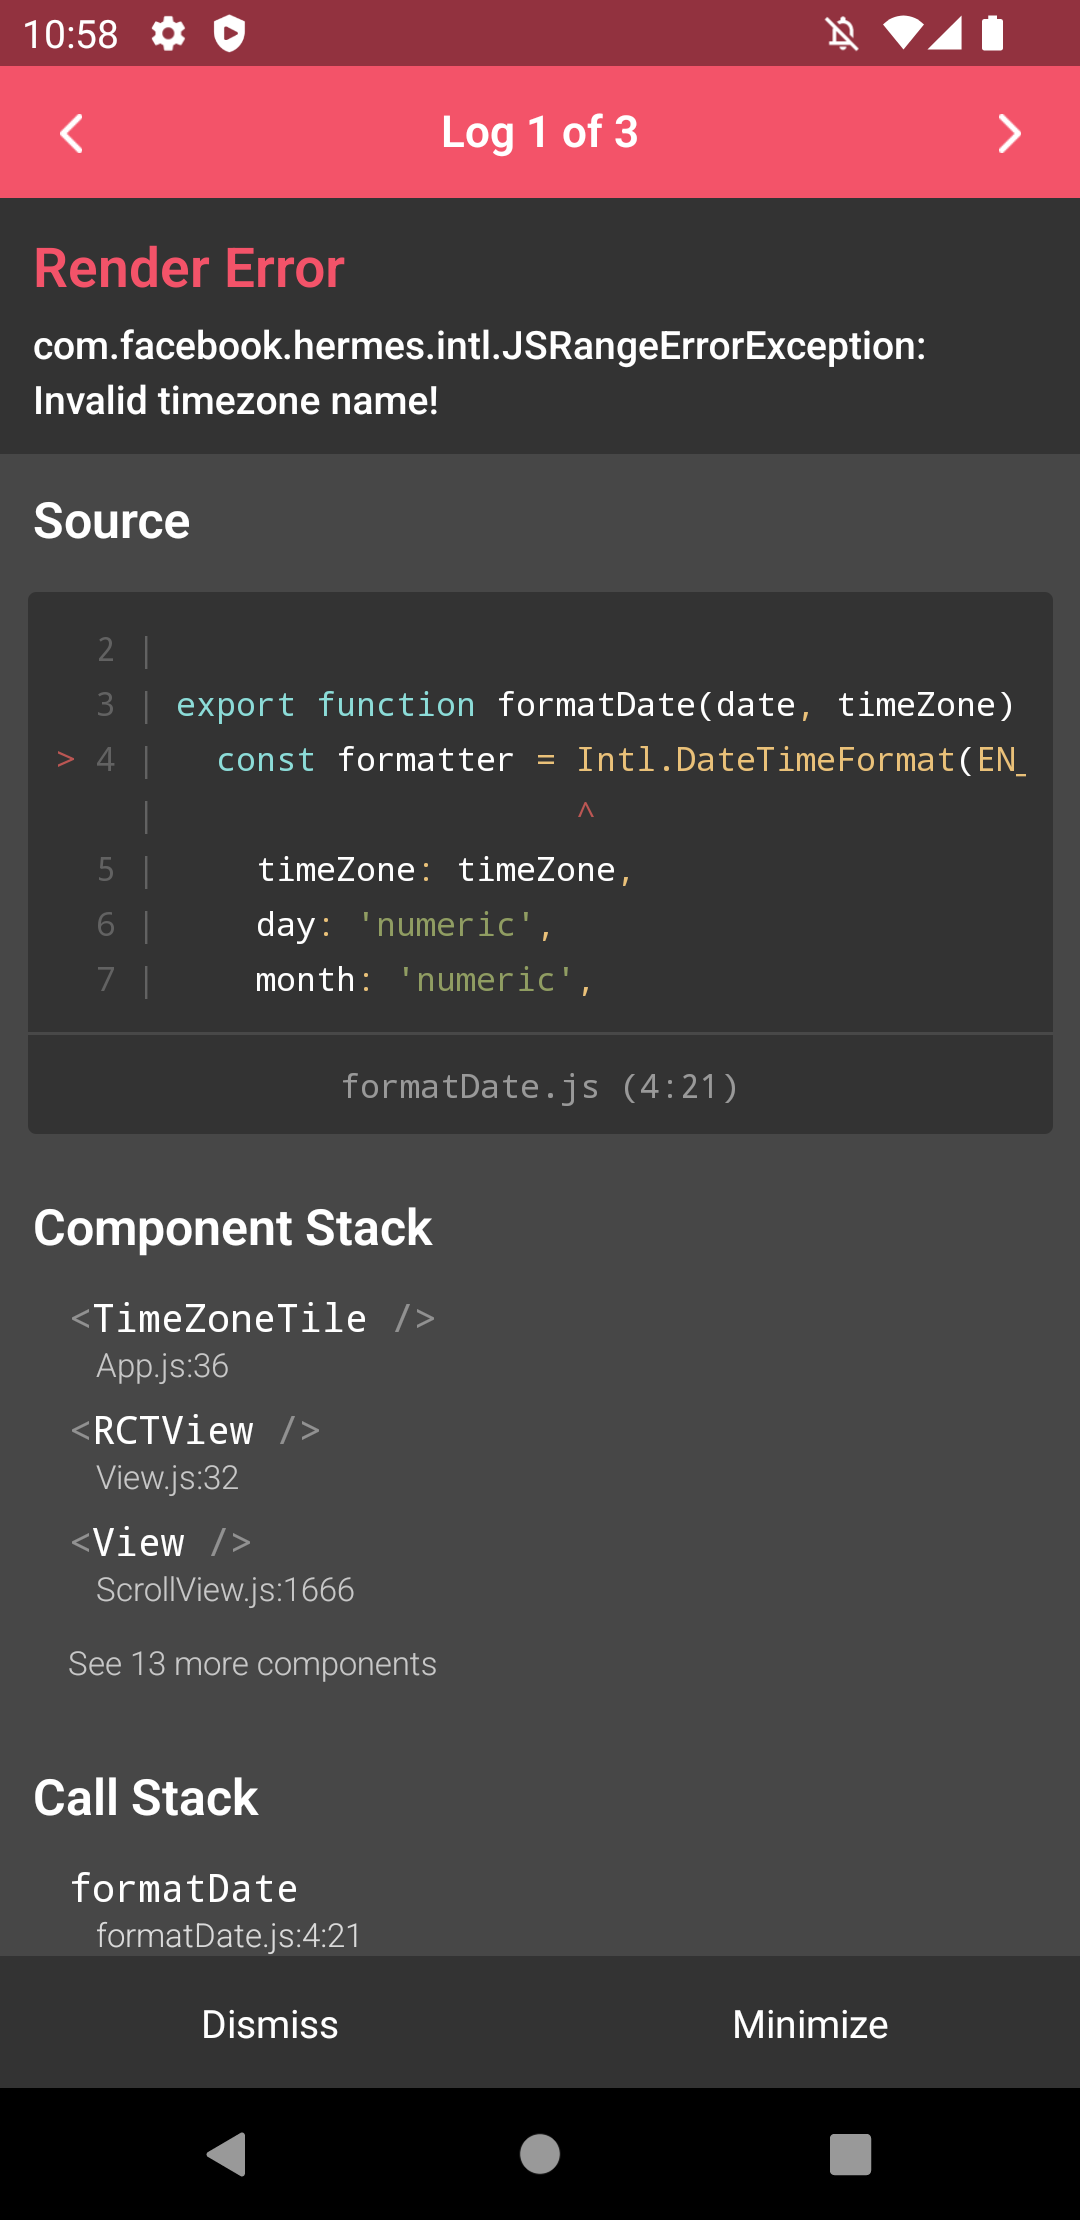 10:58
Log 1 of 3
Render Error
com.facebook.hermes.intl.JSRangeErrorException:
Invalid timezone name!
Source
2 |
3 | export function formatDate(date, timeZone)
> 4 |   const formatter = Intl.DateTimeFormat(EN_
|                     ^
5 |     timeZone: timeZone,
6 |     day: 'numeric',
7 |     month: 'numeric',
formatDate.js (4:21)
Component Stack
<TimeZoneTile />
App.js:36
<RCTView />
View.js:32
<View />
ScrollView.js:1666
See 13 more components
Call Stack
formatDate
formatDate.js:4:21
Dismiss Minimize